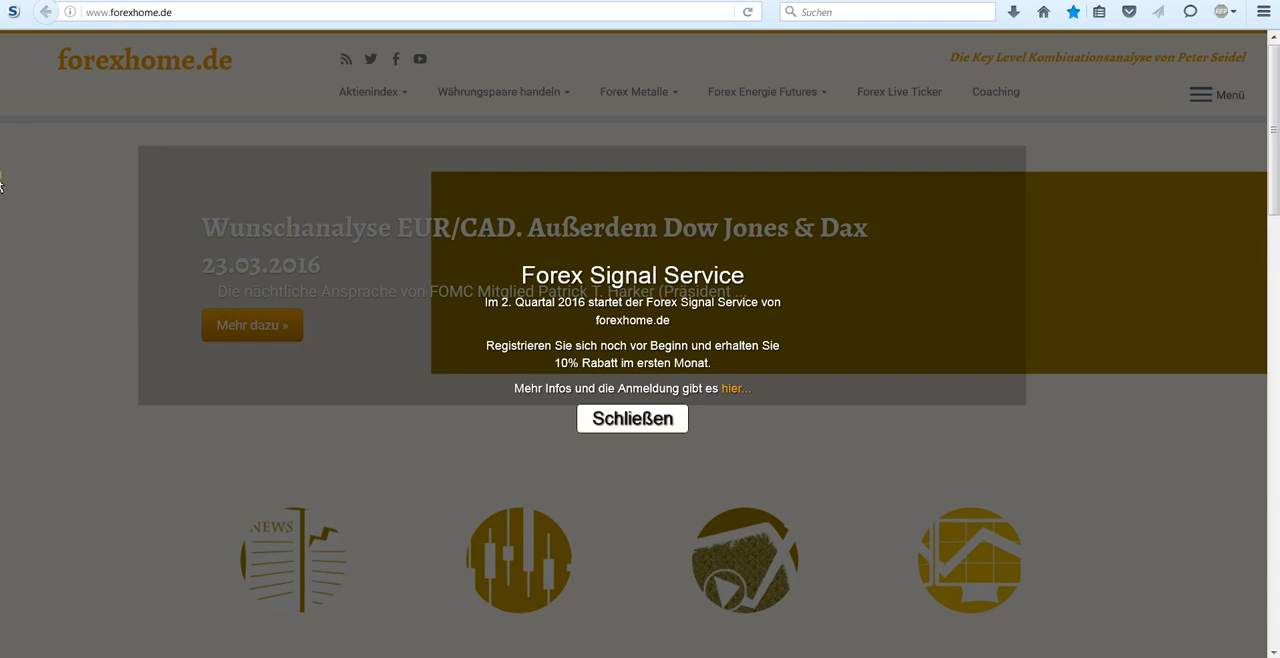 www.forexhome.de
Suchen
ABP
forexhome.de
Die Key Level Kombinationsanalyse von Peter Seidel
Aktienindex
Währungspaare handeln
Forex Metalle
Forex Energie Futures
Forex Live Ticker
Coaching
Menü
Wunschanalyse EUR/CAD. Außerdem Dow Jones & Dax
23.03.2016
Die nächtliche Ansprache von FOMC Mitglied Patrick T. Harker (Präsident ...
Mehr dazu »
Forex Signal Service
Im 2. Quartal 2016 startet der Forex Signal Service von
forexhome.de
Registrieren Sie sich noch vor Beginn und erhalten Sie
10% Rabatt im ersten Monat.
Mehr Infos und die Anmeldung gibt es hier...
Schließen
NEWS